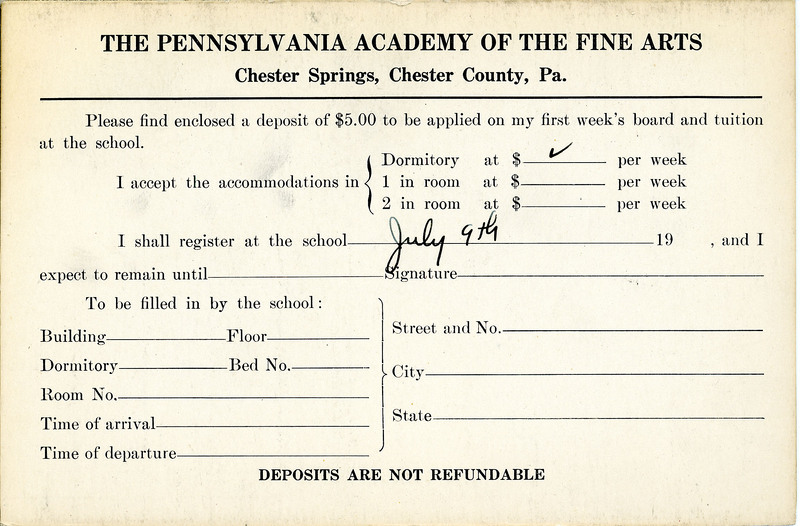 THE PENNSYLVANIA ACADEMY OF THE FINE ARTS
Chester Springs, Chester County, Pa.
Please find enclosed a deposit of $5.00 to be applied on my first week's board and tuition
at the school.
I accept the accommodations in
Dormitory at $ ✓ per week
1 in room at $ per week
2 in room at $ per week
I shall register at the school July 9th 19 , and I
expect to remain until Signature
To be filled in by the school:
Building Floor
Dormitory Bed No.
Room No.
Time of arrival
Time of departure
Street and No.
City
State
DEPOSITS ARE NOT REFUNDABLE